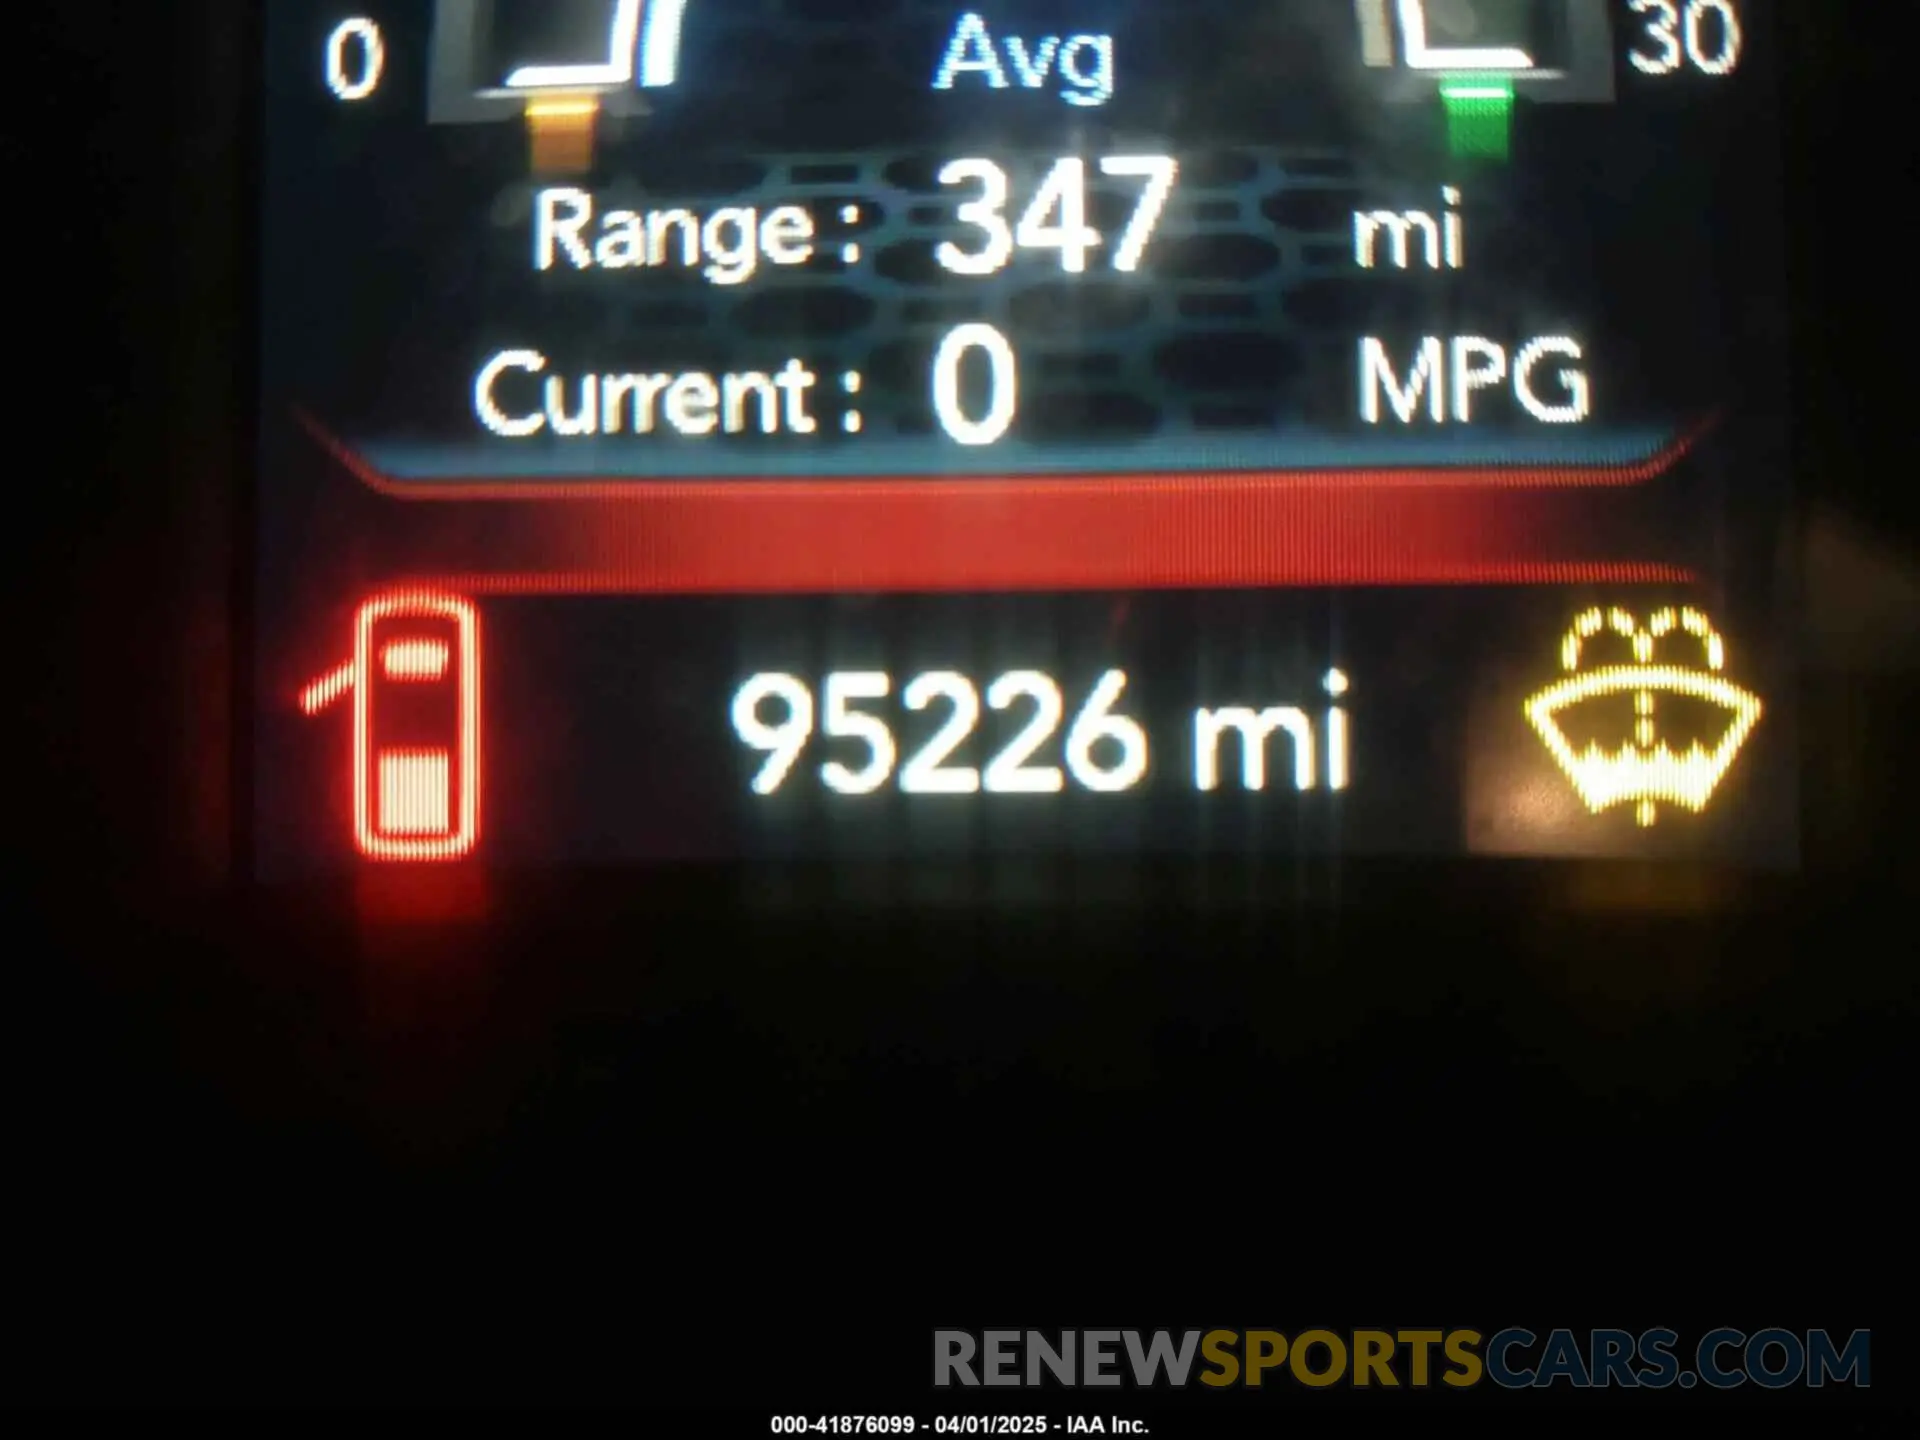 0 Avg 30
Range : 347 mi
Current : 0 MPG
95226 mi
RENEWSPORTSCARS.COM
000-41876099 - 04/01/2025 - IAA Inc.